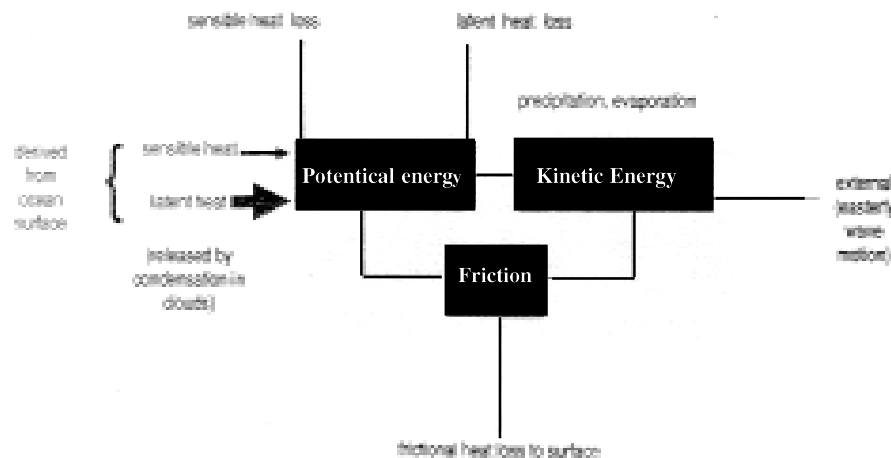 sensible heat loss
latent heat loss
precipitation, evaporation
derived
from
ocean
surface
sensible heat
latent heat
(released by
condensation in
clouds)
Potentical energy
Kinetic Energy
Friction
external
(easterly
wave
motion)
frictional heat loss to surface